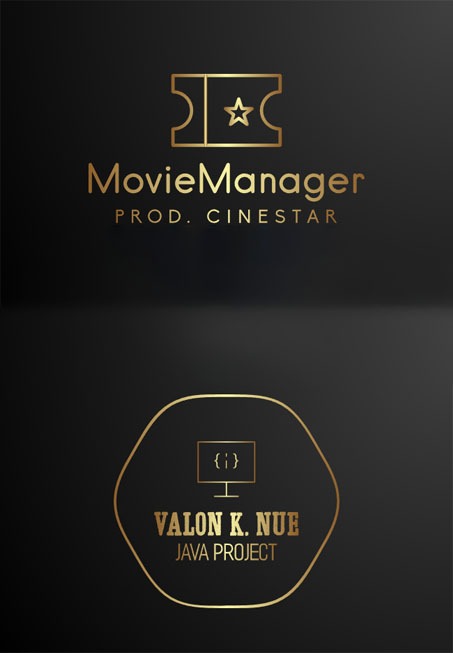 MovieManager
PROD. CINESTAR
{¦}
VALON K. NUE
JAVA PROJECT